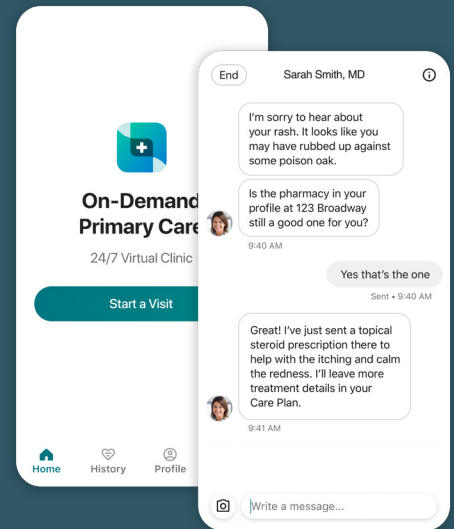 On-Demand
Primary Care
24/7 Virtual Clinic
Start a Visit
Home
History
Profile
End
Sarah Smith, MD
I'm sorry to hear about
your rash. It looks like you
may have rubbed up against
some poison oak.
Is the pharmacy in your
profile at 123 Broadway
still a good one for you?
9:40 AM
Yes that's the one
Sent • 9:40 AM
Great! I've just sent a topical
steroid prescription there to
help with the itching and calm
the redness. I'll leave more
treatment details in your
Care Plan.
9:41 AM
Write a message...